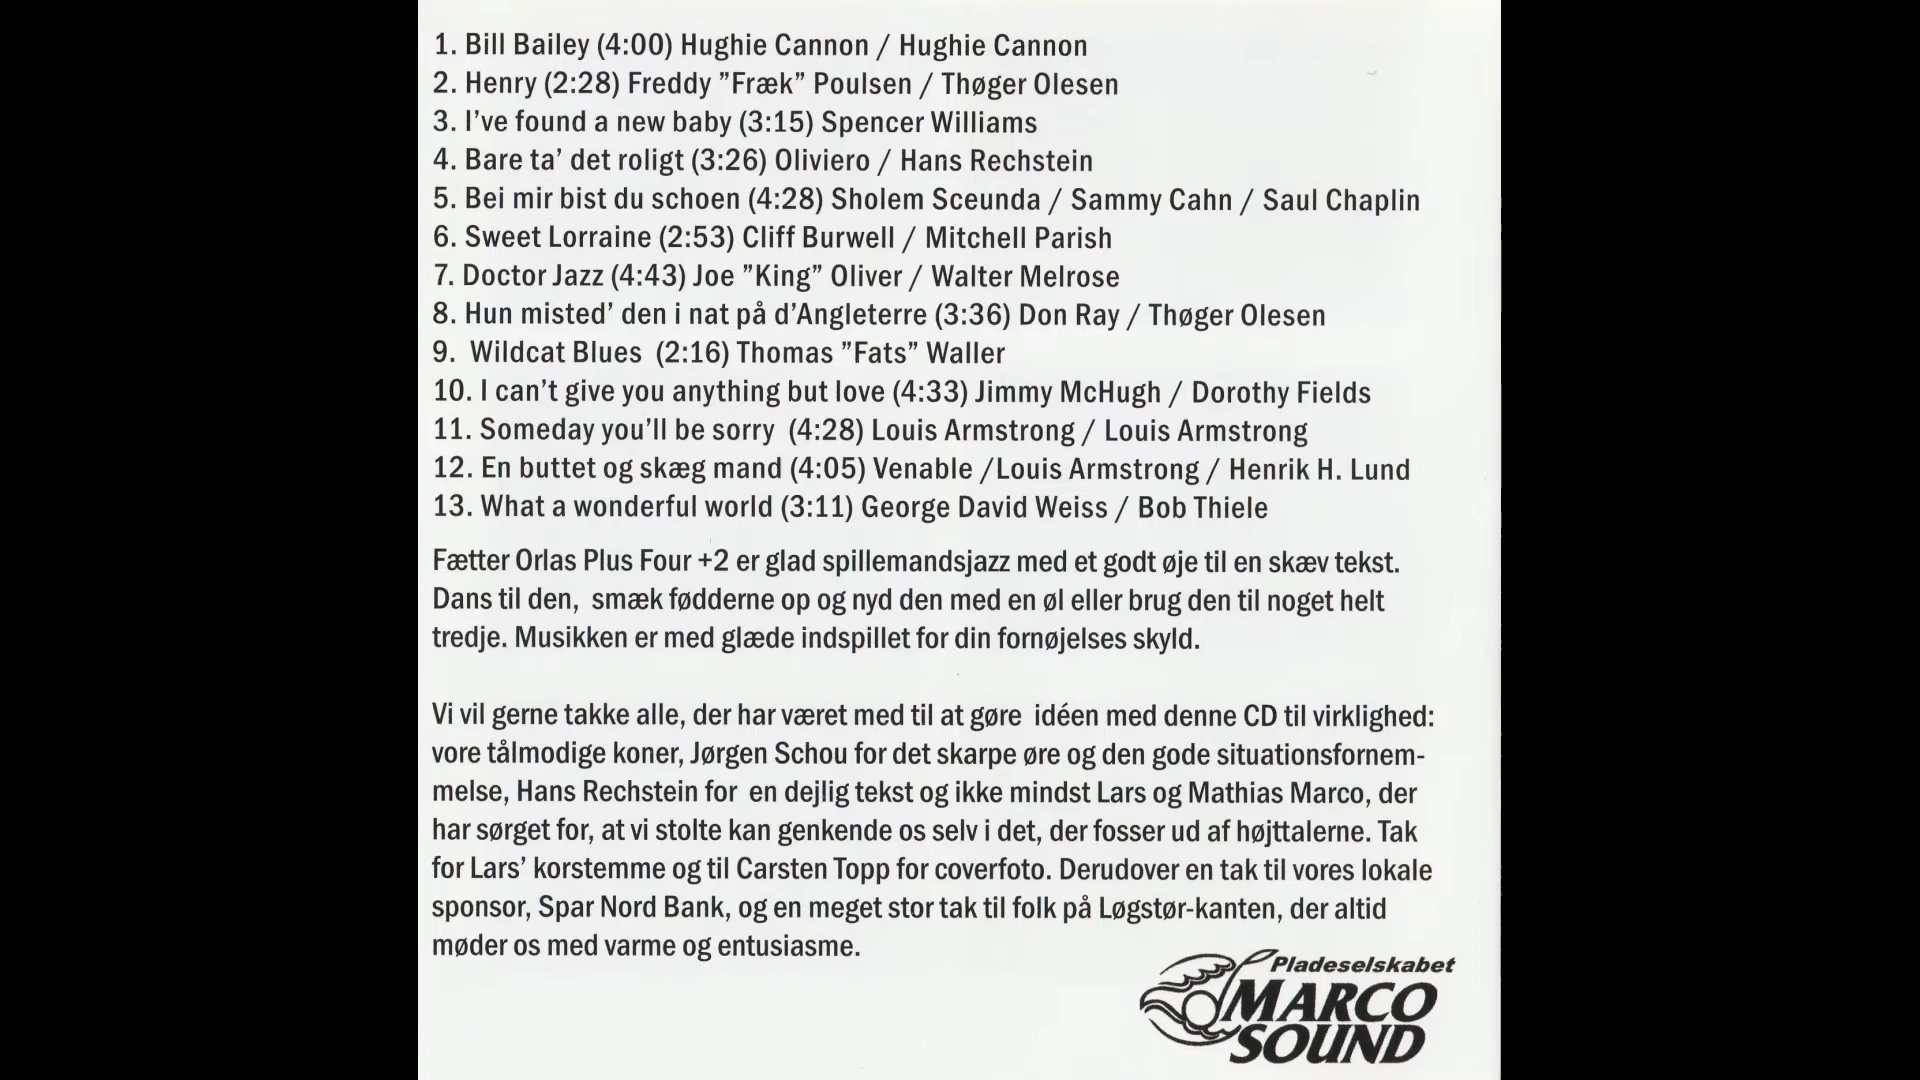 1. Bill Bailey (4:00) Hughie Cannon / Hughie Cannon
2. Henry (2:28) Freddy ”Fræk” Poulsen / Thøger Olesen
3. I’ve found a new baby (3:15) Spencer Williams
4. Bare ta’ det roligt (3:26) Oliviero / Hans Rechstein
5. Bei mir bist du schoen (4:28) Sholem Sceunda / Sammy Cahn / Saul Chaplin
6. Sweet Lorraine (2:53) Cliff Burwell / Mitchell Parish
7. Doctor Jazz (4:43) Joe ”King” Oliver / Walter Melrose
8. Hun misted’ den i nat på d’Angleterre (3:36) Don Ray / Thøger Olesen
9. Wildcat Blues (2:16) Thomas ”Fats” Waller
10. I can’t give you anything but love (4:33) Jimmy McHugh / Dorothy Fields
11. Someday you’ll be sorry (4:28) Louis Armstrong / Louis Armstrong
12. En buttet og skæg mand (4:05) Venable /Louis Armstrong / Henrik H. Lund
13. What a wonderful world (3:11) George David Weiss / Bob Thiele
Fætter Orlas Plus Four +2 er glad spillemandsjazz med et godt øje til en skæv tekst.
Dans til den, smæk fødderne op og nyd den med en øl eller brug den til noget helt
tredje. Musikken er med glæde indspillet for din fornøjelses skyld.
Vi vil gerne takke alle, der har været med til at gøre idéen med denne CD til virklighed:
vore tålmodige koner, Jørgen Schou for det skarpe øre og den gode situationsfornem-
melse, Hans Rechstein for en dejlig tekst og ikke mindst Lars og Mathias Marco, der
har sørget for, at vi stolte kan genkende os selv i det, der fosser ud af højttalerne. Tak
for Lars’ korstemme og til Carsten Topp for coverfoto. Derudover en tak til vores lokale
sponsor, Spar Nord Bank, og en meget stor tak til folk på Løgstør-kanten, der altid
møder os med varme og entusiasme.
Pladeselskabet
MARCO
SOUND